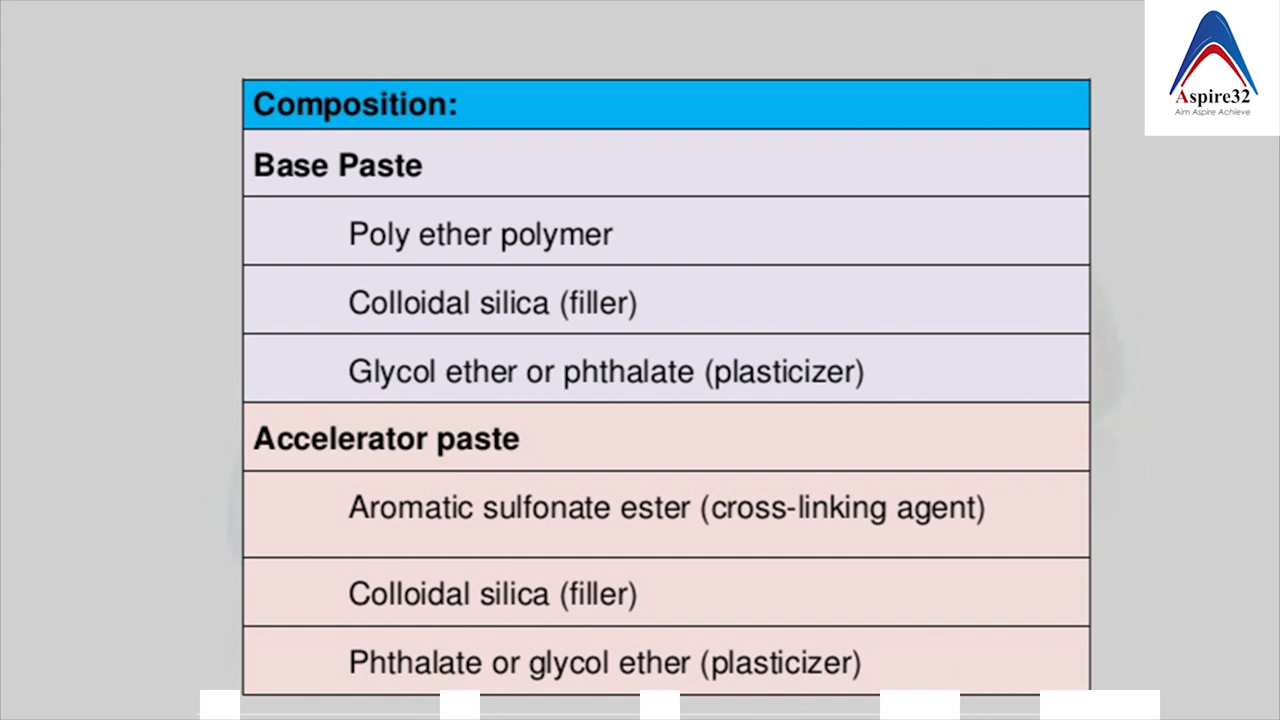 Aspire32
Aim Aspire Achieve
Composition:
Base Paste
Poly ether polymer
Colloidal silica (filler)
Glycol ether or phthalate (plasticizer)
Accelerator paste
Aromatic sulfonate ester (cross-linking agent)
Colloidal silica (filler)
Phthalate or glycol ether (plasticizer)